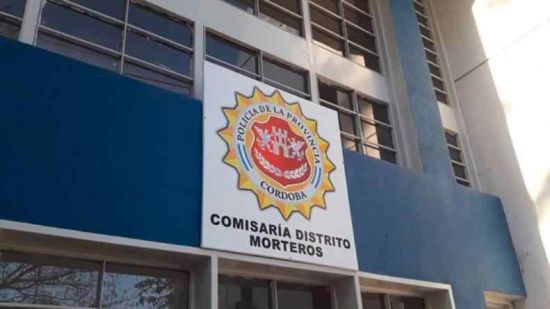 POLICIA DE LA PROVINCIA
CORDOBA
COMISARÍA DISTRITO
MORTEROS